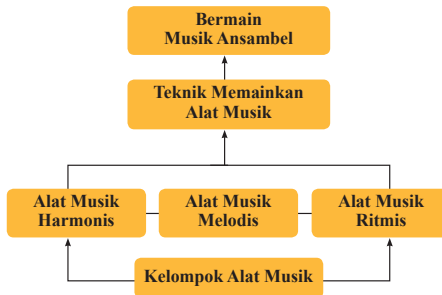 Bermain
Musik Ansambel
Teknik Memainkan
Alat Musik
Alat Musik
Harmonis
Alat Musik
Melodis
Alat Musik
Ritmis
Kelompok Alat Musik